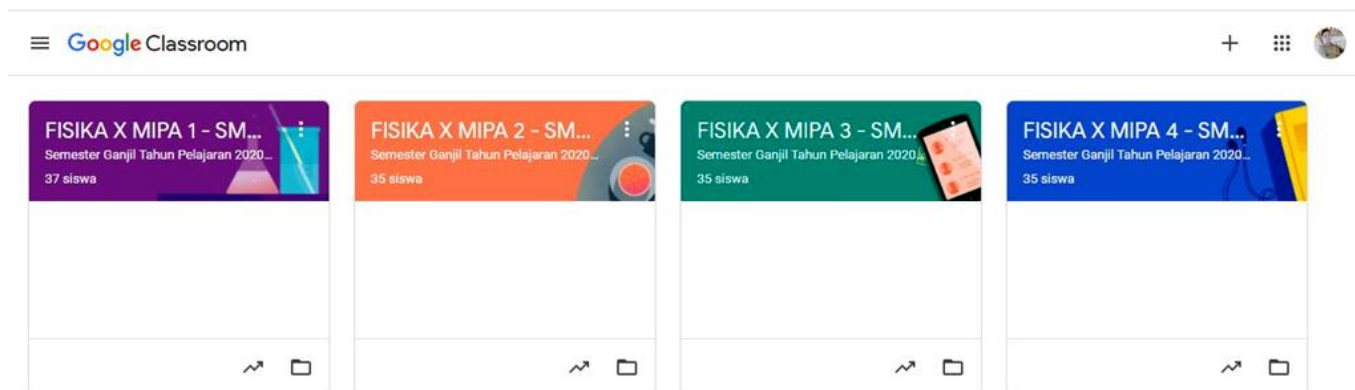 Google Classroom
FISIKA X MIPA 1 - SM...
Semester Ganjil Tahun Pelajaran 2020...
37 siswa
FISIKA X MIPA 2 - SM...
Semester Ganjil Tahun Pelajaran 2020...
35 siswa
FISIKA X MIPA 3 - SM...
Semester Ganjil Tahun Pelajaran 2020...
35 siswa
FISIKA X MIPA 4 - SM...
Semester Ganjil Tahun Pelajaran 2020...
35 siswa